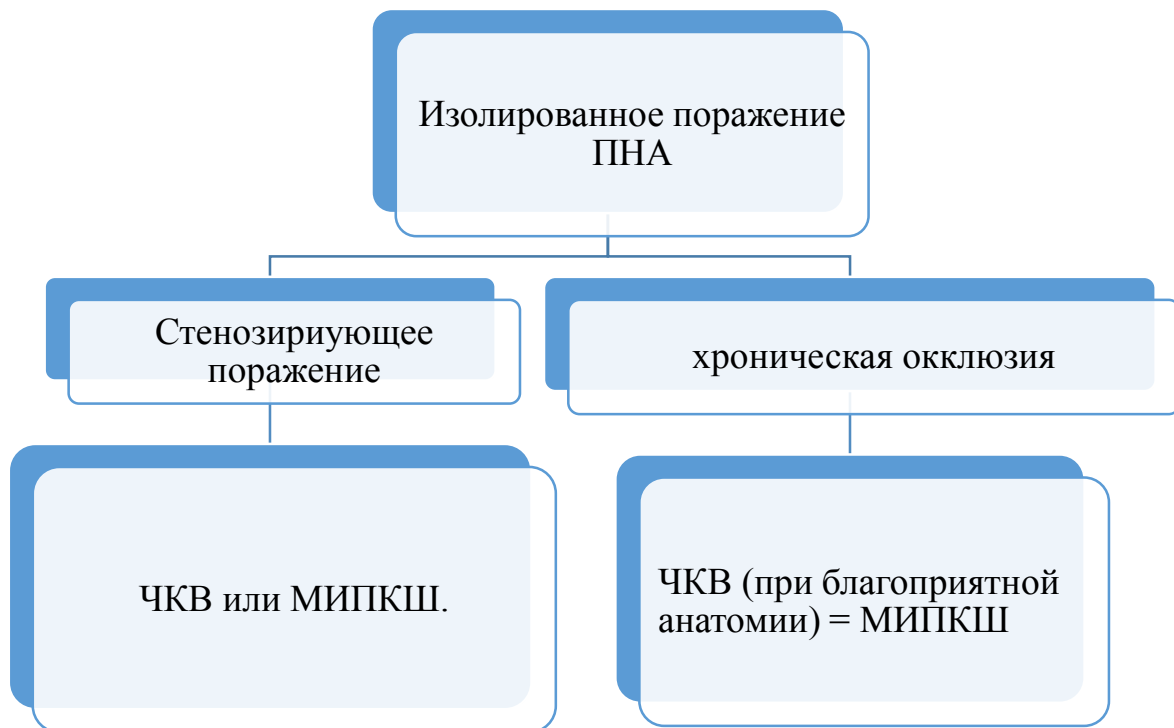 Изолированное поражение
ПНА
Стенозириующее
поражение
хроническая окклюзия
ЧКВ или МИПКШ.
ЧКВ (при благоприятной
анатомии) = МИПКШ